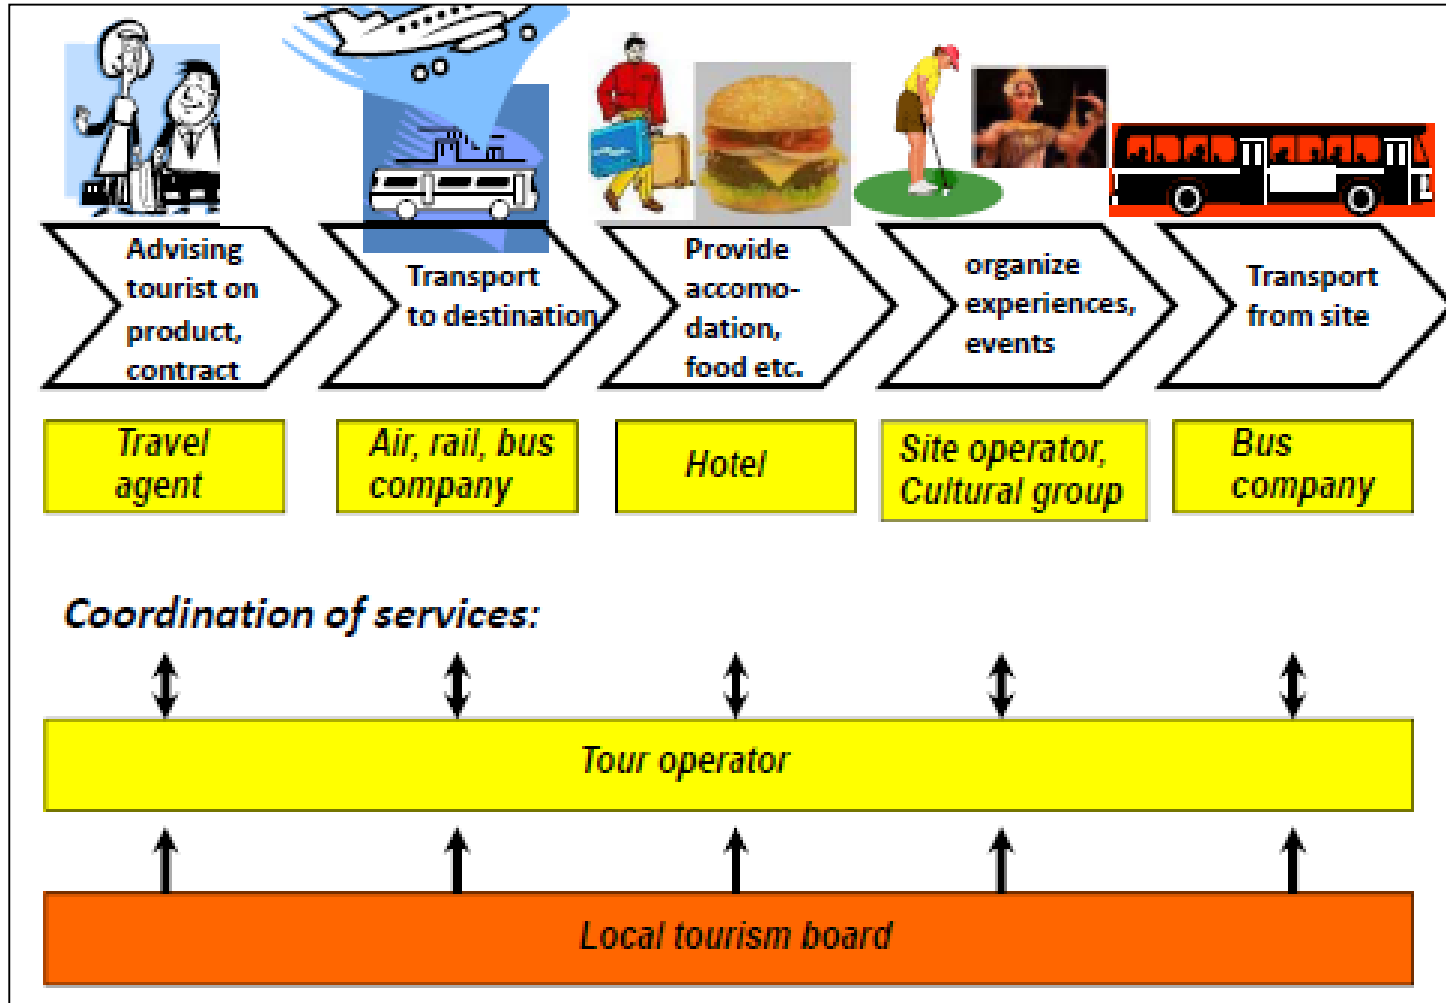 Advising
tourist on
product,
contract
Transport
to destination
Provide
accomo-
dation,
food etc.
organize
experiences,
events
Transport
from site
Travel
agent
Air, rail, bus
company
Hotel
Site operator,
Cultural group
Bus
company
Coordination of services:
Tour operator
Local tourism board